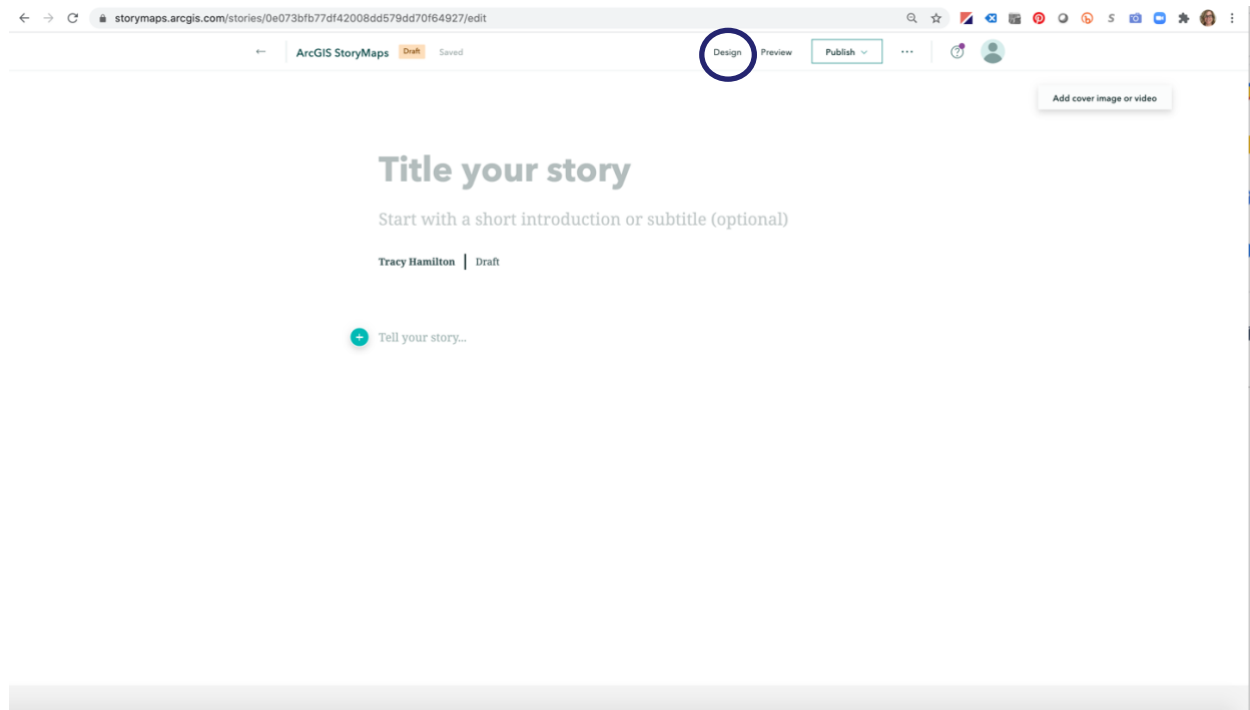 storymaps.arcgis.com/stories/0e073bfb77df42008dd579dd70f64927/edit
ArcGIS StoryMaps Draft Saved Design Preview Publish
Add cover image or video
Title your story
Start with a short introduction or subtitle (optional)
Tracy Hamilton | Draft
+ Tell your story...